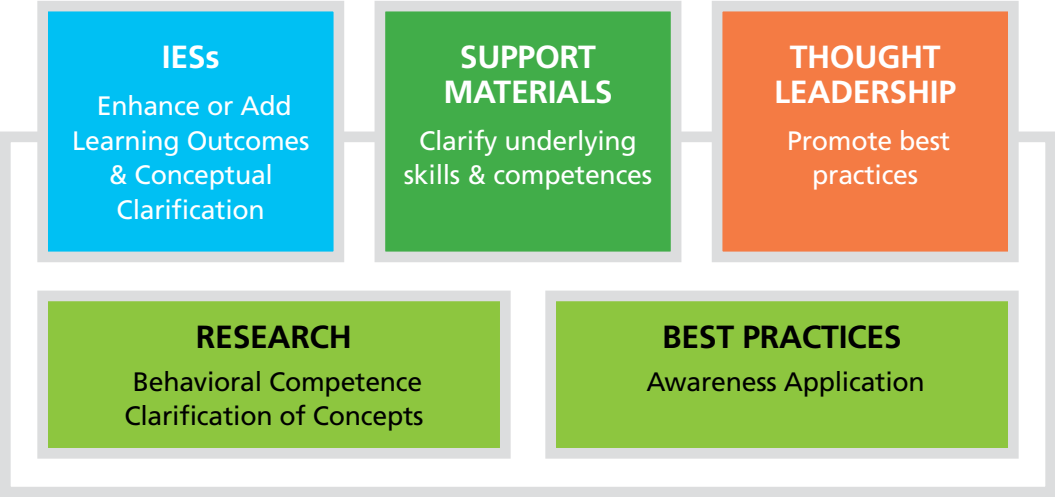 IESs
Enhance or Add
Learning Outcomes
& Conceptual
Clarification
SUPPORT
MATERIALS
Clarify underlying
skills & competences
THOUGHT
LEADERSHIP
Promote best
practices
RESEARCH
Behavioral Competence
Clarification of Concepts
BEST PRACTICES
Awareness Application